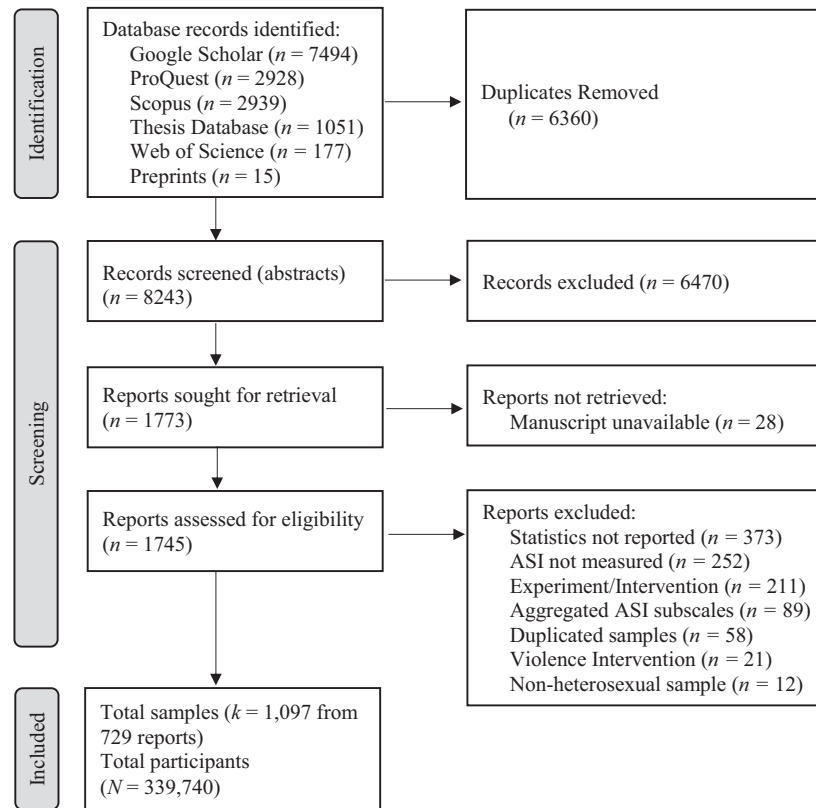 Identification
Database records identified:
Google Scholar (n = 7494)
ProQuest (n = 2928)
Scopus (n = 2939)
Thesis Database (n = 1051)
Web of Science (n = 177)
Preprints (n = 15)
Duplicates Removed
(n = 6360)
Screening
Records screened (abstracts)
(n = 8243)
Records excluded (n = 6470)
Reports sought for retrieval
(n = 1773)
Reports not retrieved:
Manuscript unavailable (n = 28)
Reports assessed for eligibility
(n = 1745)
Reports excluded:
Statistics not reported (n = 373)
ASI not measured (n = 252)
Experiment/Intervention (n = 211)
Aggregated ASI subscales (n = 89)
Duplicated samples (n = 58)
Violence Intervention (n = 21)
Non-heterosexual sample (n = 12)
Included
Total samples (k = 1,097 from
729 reports)
Total participants
(N = 339,740)